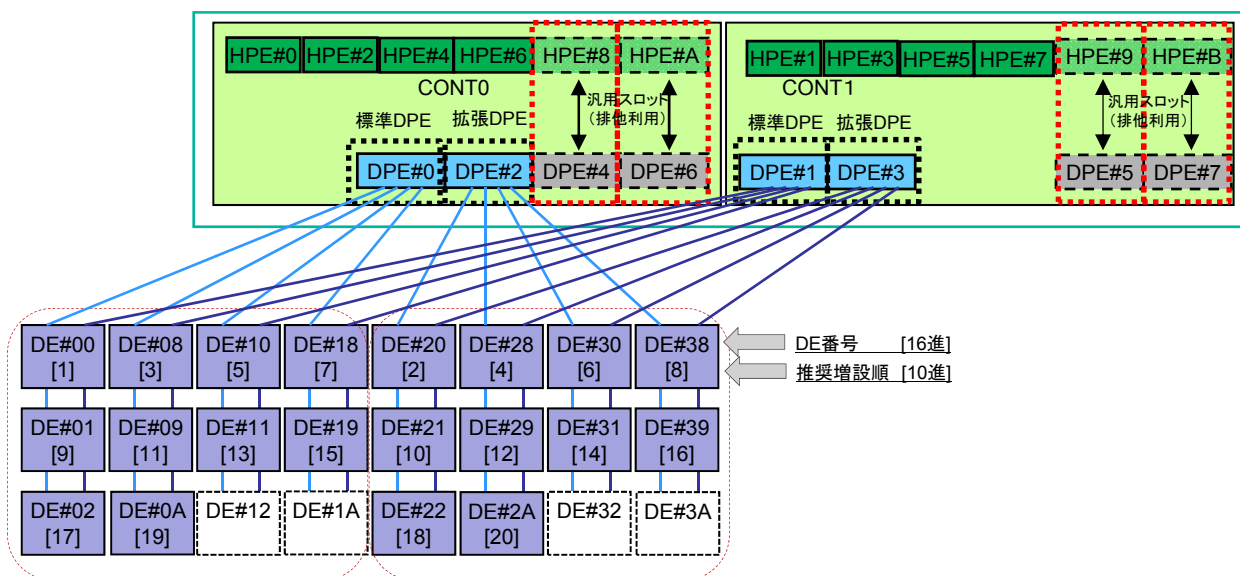 HPE#0 HPE#2 HPE#4 HPE#6 HPE#8 HPE#A
CONT0
汎用スロット
(排他利用)
標準DPE 拡張DPE
DPE#0 DPE#2 DPE#4 DPE#6
HPE#1 HPE#3 HPE#5 HPE#7 HPE#9 HPE#B
CONT1
汎用スロット
(排他利用)
標準DPE 拡張DPE
DPE#1 DPE#3 DPE#5 DPE#7
DE#00 DE#08 DE#10 DE#18 DE#20 DE#28 DE#30 DE#38
[1] [3] [5] [7] [2] [4] [6] [8]
DE番号 [16進]
推奨増設順 [10進]
DE#01 DE#09 DE#11 DE#19 DE#21 DE#29 DE#31 DE#39
[9] [11] [13] [15] [10] [12] [14] [16]
DE#02 DE#0A DE#12 DE#1A DE#22 DE#2A DE#32 DE#3A
[17] [19] [18] [20]